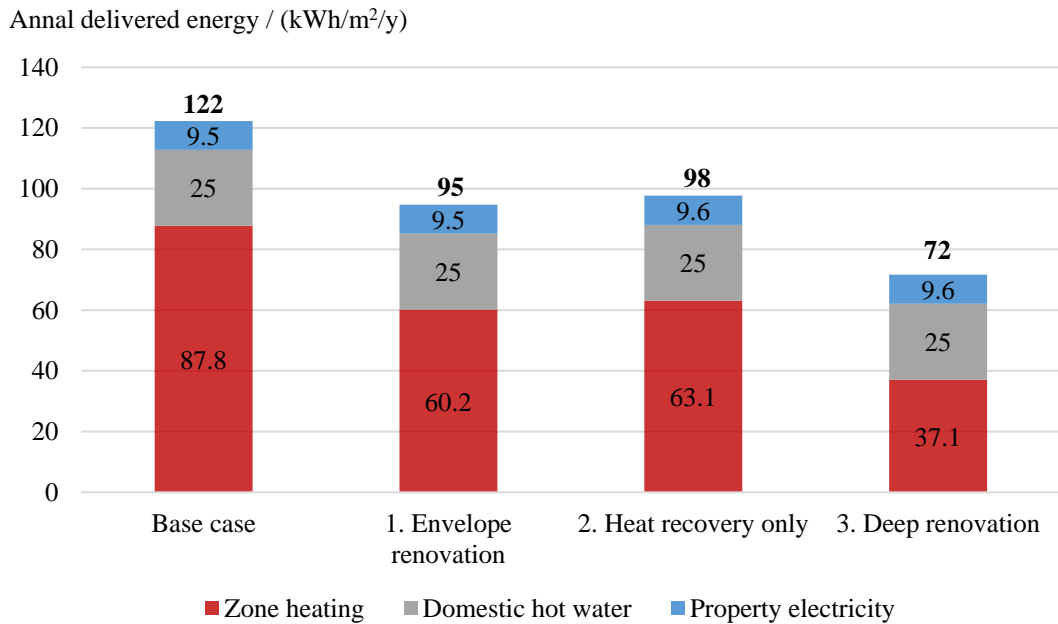 Annal delivered energy / (kWh/m²/y)
140
120
100
80
60
40
20
0
122
9.5
25
87.8
95
9.5
25
60.2
98
9.6
25
63.1
72
9.6
25
37.1
Base case
1. Envelope
renovation
2. Heat recovery only
3. Deep renovation
Zone heating
Domestic hot water
Property electricity